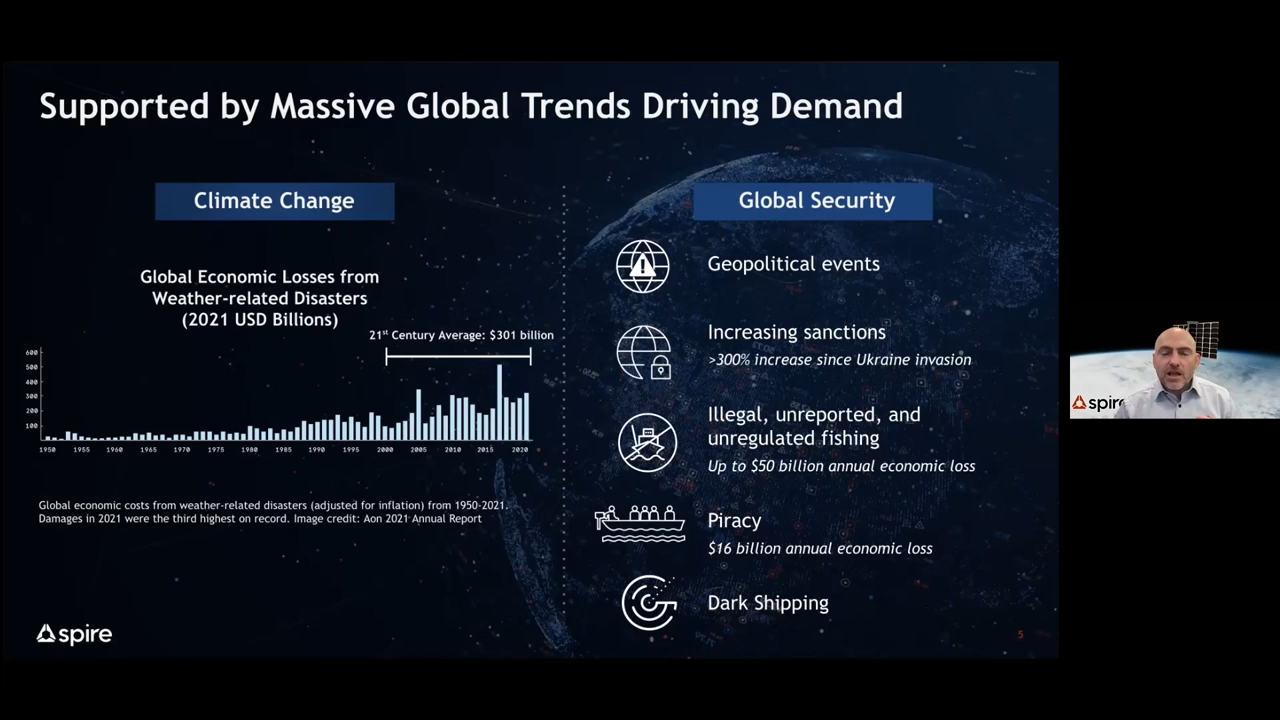 Supported by Massive Global Trends Driving Demand
Climate Change
Global Economic Losses from
Weather-related Disasters
(2021 USD Billions)
21st Century Average: $301 billion
600
500
400
300
200
100
1950 1955 1960 1965 1970 1975 1980 1985 1990 1995 2000 2005 2010 2015 2020
Global economic costs from weather-related disasters (adjusted for inflation) from 1950-2021.
Damages in 2021 were the third highest on record. Image credit: Aon 2021 Annual Report
spire
Global Security
Geopolitical events
Increasing sanctions
>300% increase since Ukraine invasion
Illegal, unreported, and
unregulated fishing
Up to $50 billion annual economic loss
Piracy
$16 billion annual economic loss
Dark Shipping
5
spire